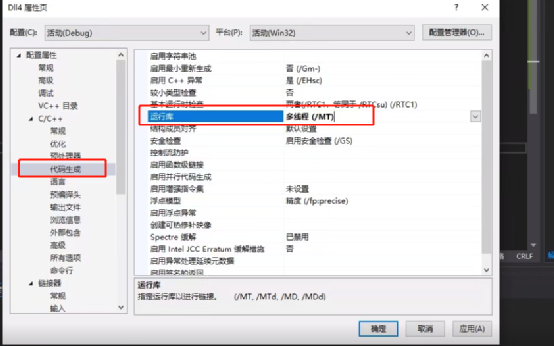 Dll4 属性页
配置(C): 活动(Debug) 平台(P): 活动(Win32) 配置管理器(O)...
配置属性
常规
高级
调试
VC++ 目录
C/C++
常规
优化
预处理器
代码生成
语言
预编译头
输出文件
浏览信息
外部包含
高级
所有选项
命令行
链接器
常规
输入
启用字符串池
启用最小重新生成 否 (/Gm-)
启用 C++ 异常 是 (/EHsc)
较小类型检查 否
基本运行时检查 两者(/RTC1,等同于 /RTCsu) (/RTC1)
运行库 多线程 (/MT)
结构成员对齐 默认设置
安全检查 启用安全检查 (/GS)
控制流防护
启用函数级链接
启用并行代码生成
启用增强指令集 未设置
浮点模型 精度 (/fp:precise)
启用浮点异常
创建可热修补映像
Spectre 缓解 已禁用
启用 Intel JCC Erratum 缓解措施 否
启用异常处理延续元数据
启用签名的返回
运行库
指定运行库以进行链接。 (/MT, /MTd, /MD, /MDd)
确定 取消 应用(A)
CRLF